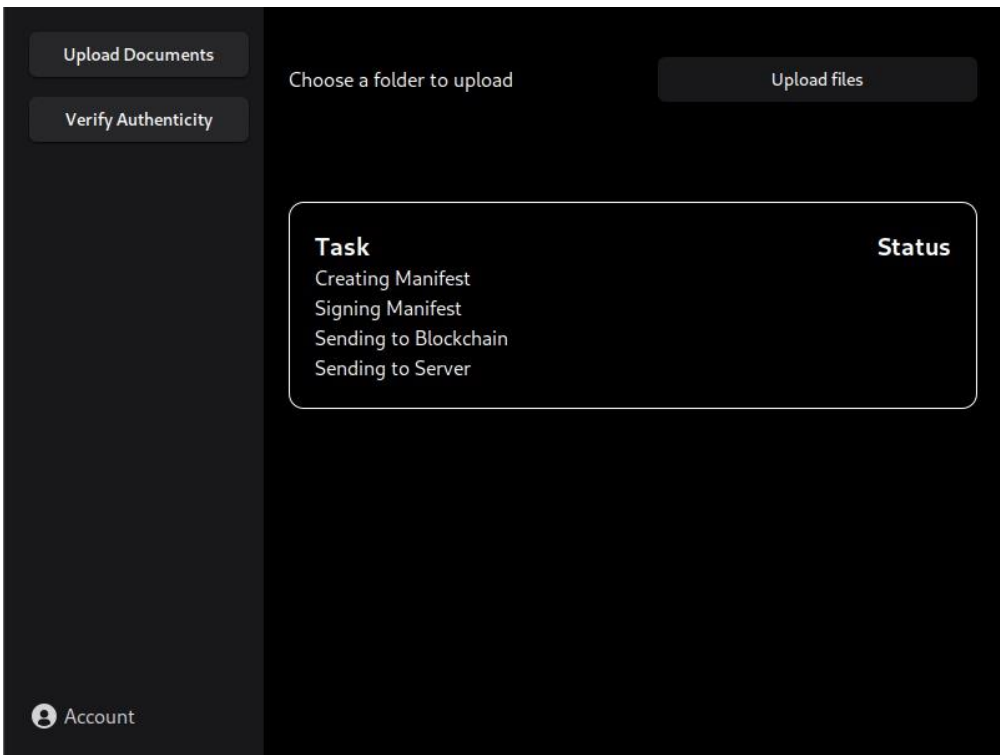 Upload Documents
Verify Authenticity
Choose a folder to upload
Upload files
Task Status
Creating Manifest
Signing Manifest
Sending to Blockchain
Sending to Server
Account